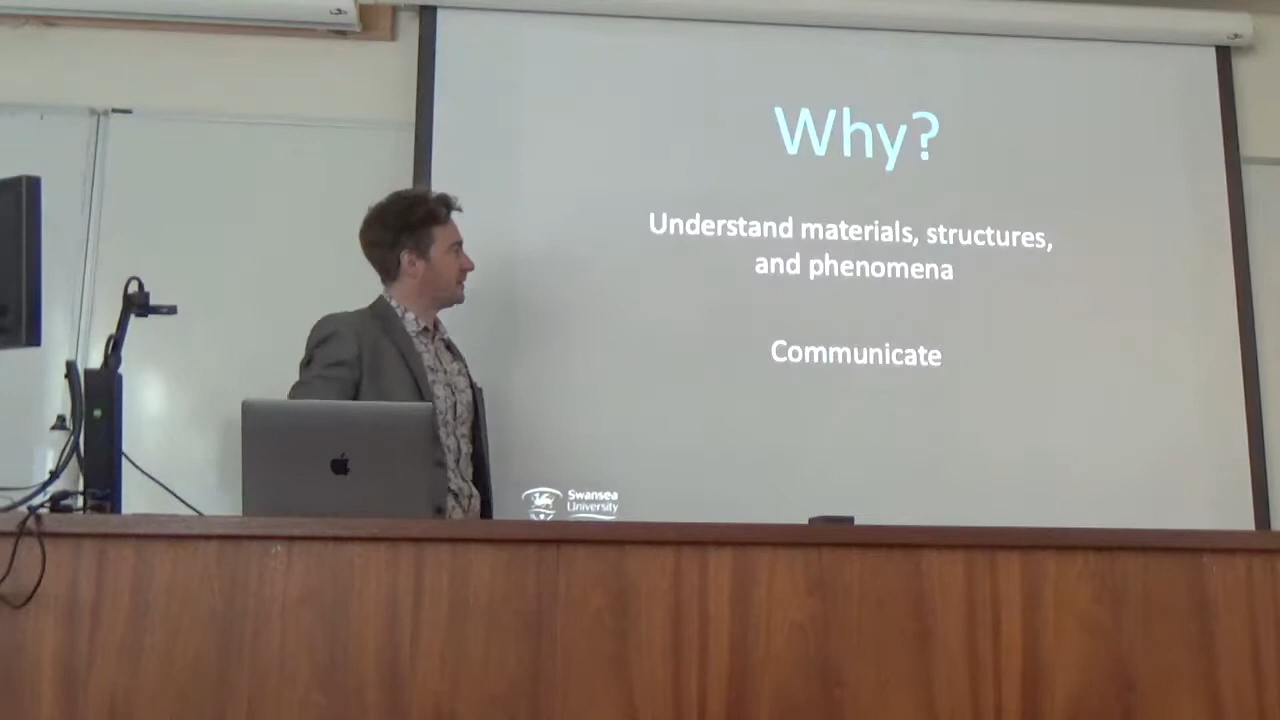 Why?
Understand materials, structures,
and phenomena
Communicate
Swansea
University